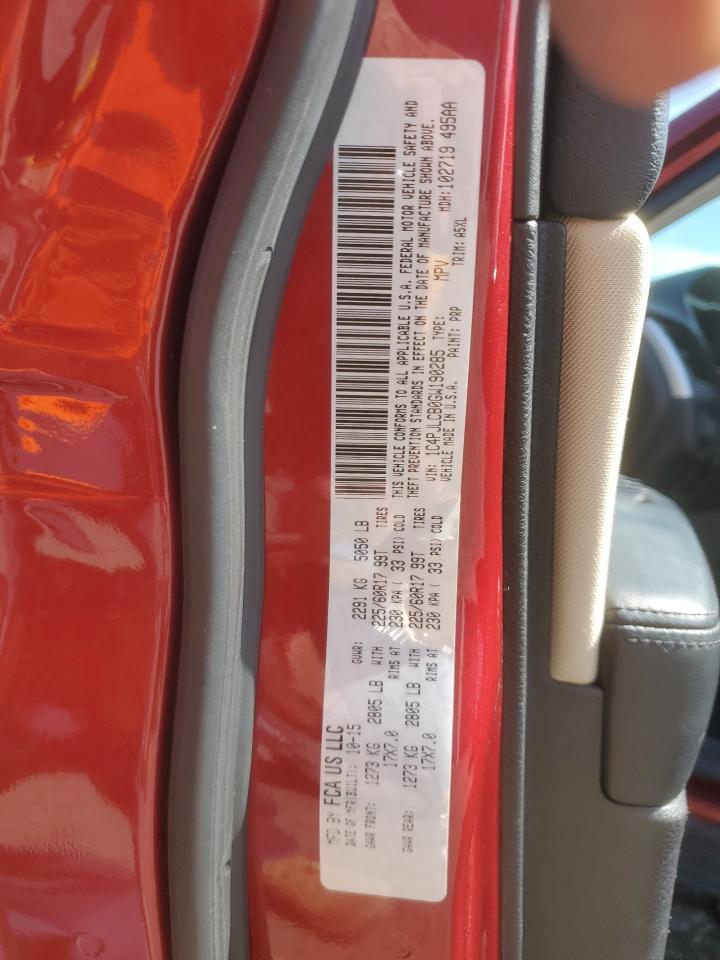 MFD BY FCA US LLC
DATE OF MFR(BUILT): 10-15 GVWR: 2291 KG 5050 LB
GAWR FRONT: 1273 KG 2805 LB WITH 225/60R17 99T TIRES
17X7.0 RIMS AT 230 KPA ( 33 PSI) COLD
GAWR REAR: 1273 KG 2805 LB WITH 225/60R17 99T TIRES
17X7.0 RIMS AT 230 KPA ( 33 PSI) COLD
THIS VEHICLE CONFORMS TO ALL APPLICABLE U.S.A. FEDERAL MOTOR VEHICLE SAFETY AND
THEFT PREVENTION STANDARDS IN EFFECT ON THE DATE OF MANUFACTURE SHOWN ABOVE.
VIN: 1C4PJLCB0GW190285 TYPE: MPV MDH:102719 495AA
VEHICLE MADE IN U.S.A. PAINT: PRP TRIM: A5XL